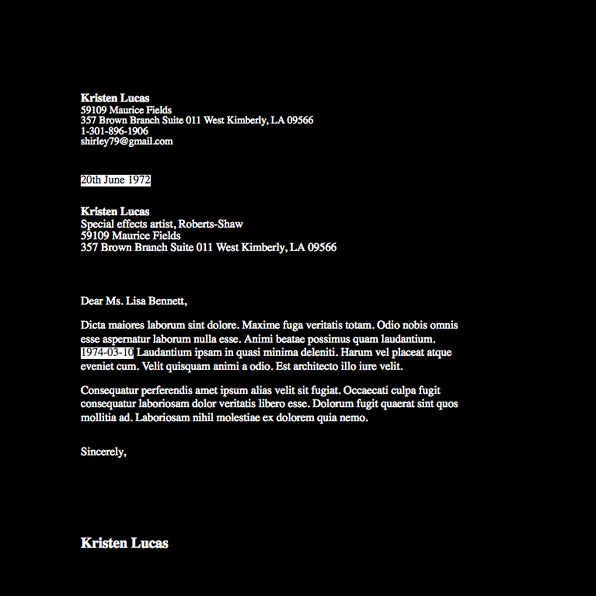 Kristen Lucas
59109 Maurice Fields
357 Brown Branch Suite 011 West Kimberly, LA 09566
1-301-896-1906
shirley79@gmail.com
20th June 1972
Kristen Lucas
Special effects artist, Roberts-Shaw
59109 Maurice Fields
357 Brown Branch Suite 011 West Kimberly, LA 09566
Dear Ms. Lisa Bennett,
Dicta maiores laborum sint dolore. Maxime fuga veritatis totam. Odio nobis omnis
esse aspernatur laborum nulla esse. Animi beatae possimus quam laudantium.
1974-03-10 Laudantium ipsam in quasi minima deleniti. Harum vel placeat atque
eveniet cum. Velit quisquam animi a odio. Est architecto illo iure velit.
Consequatur perferendis amet ipsum alias velit sit fugiat. Occaecati culpa fugit
consequatur laboriosam dolor veritatis libero esse. Dolorum fugit quaerat sint quos
mollitia ad. Laboriosam nihil molestiae ex dolorem quia nemo.
Sincerely,
Kristen Lucas